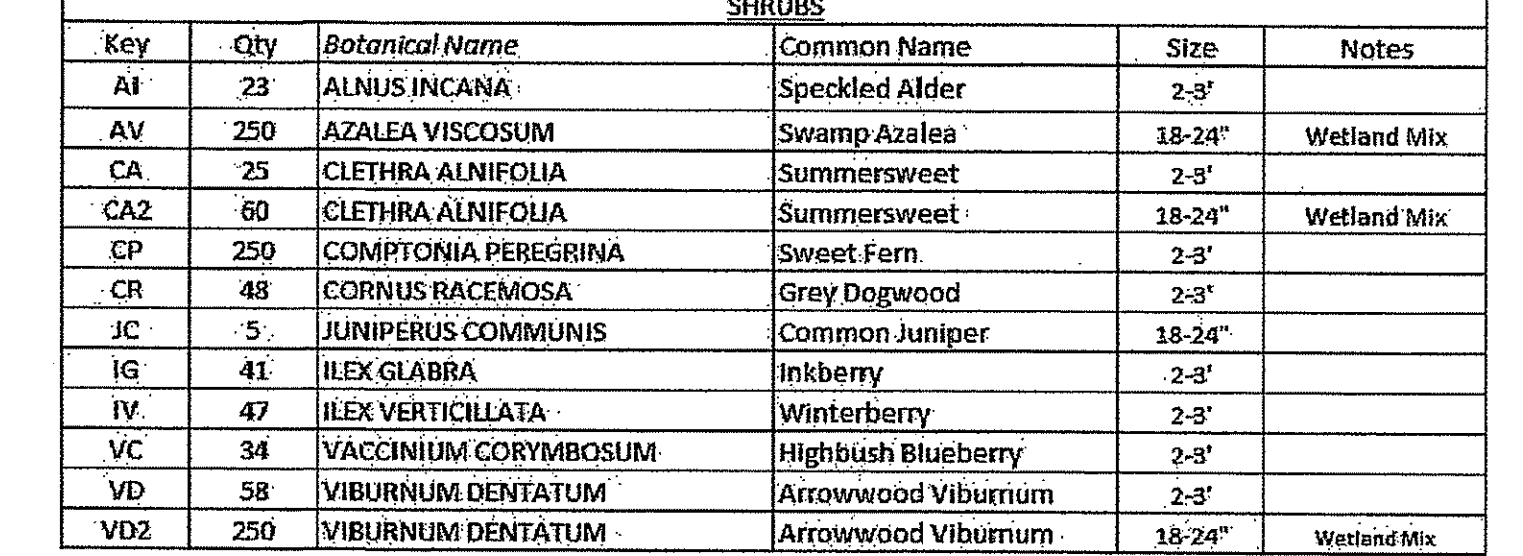 SHRUBS
Key Qty Botanical Name Common Name Size Notes
AI 23 ALNUS INCANA Speckled Alder 2-3'
AV 250 AZALEA VISCOSUM Swamp Azalea 18-24" Wetland Mix
CA 25 CLETHRA ALNIFOLIA Summersweet 2-3'
CA2 60 CLETHRA ALNIFOLIA Summersweet 18-24" Wetland Mix
CP 250 COMPTONIA PEREGRINA Sweet Fern 2-3'
CR 48 CORNUS RACEMOSA Grey Dogwood 2-3'
JC 5 JUNIPERUS COMMUNIS Common Juniper 18-24"
IG 41 ILEX GLABRA Inkberry 2-3'
IV 47 ILEX VERTICILLATA Winterberry 2-3'
VC 34 VACCINIUM CORYMBOSUM Highbush Blueberry 2-3'
VD 58 VIBURNUM DENTATUM Arrowwood Viburnum 2-3'
VD2 250 VIBURNUM DENTATUM Arrowwood Viburnum 18-24" Wetland Mix